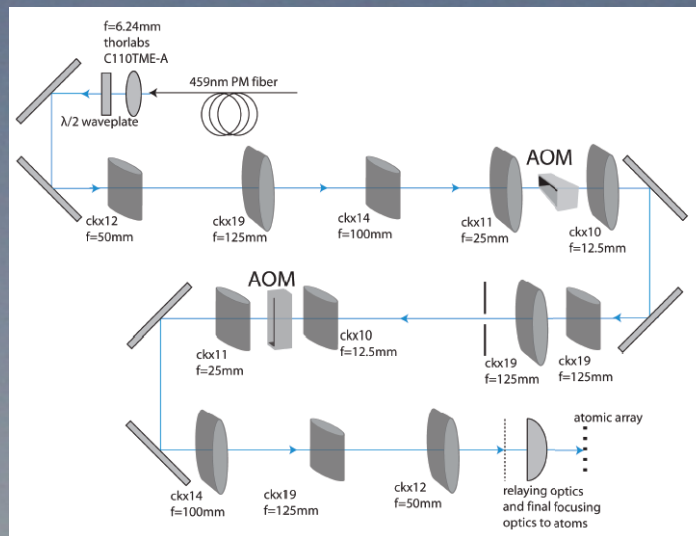 f=6.24mm
thorlabs
C110TME-A
459nm PM fiber
λ/2 waveplate
AOM
ckx12
f=50mm
ckx19
f=125mm
ckx14
f=100mm
ckx11
f=25mm
ckx10
f=12.5mm
AOM
ckx11
f=25mm
ckx10
f=12.5mm
ckx19
f=125mm
ckx19
f=125mm
atomic array
ckx14
f=100mm
ckx19
f=125mm
ckx12
f=50mm
relaying optics
and final focusing
optics to atoms